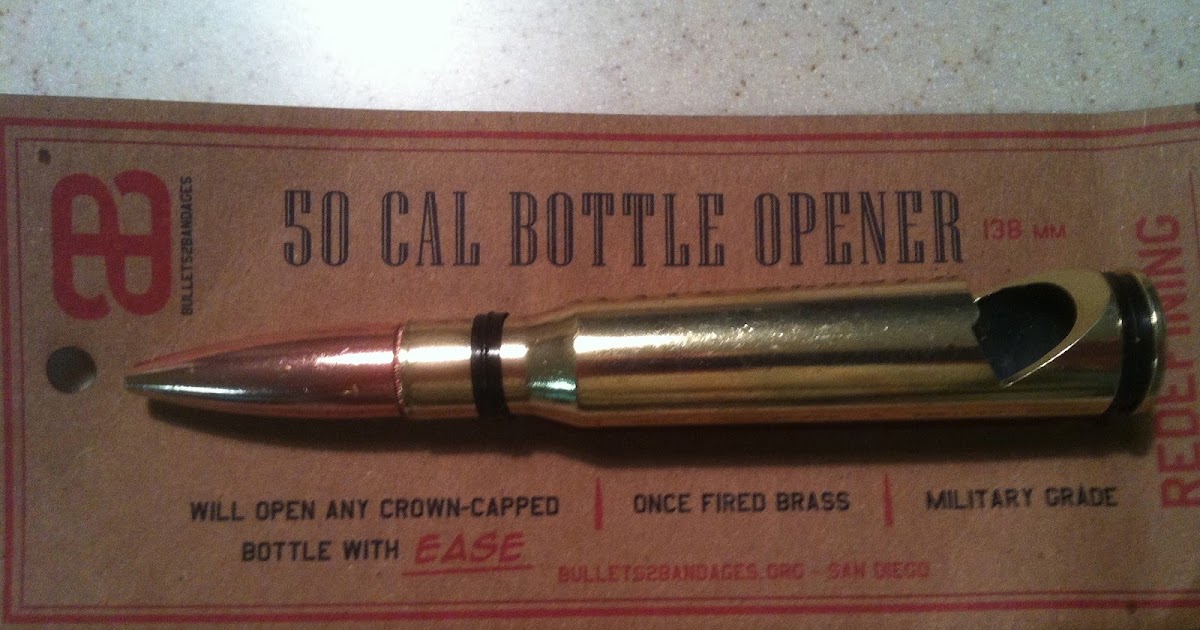 BULLETS2BANDAGES
50 CAL BOTTLE OPENER
138 MM
REDEFINING
WILL OPEN ANY CROWN-CAPPED
BOTTLE WITH EASE
ONCE FIRED BRASS
MILITARY GRADE
BULLETS2BANDAGES.ORG - SAN DIEGO